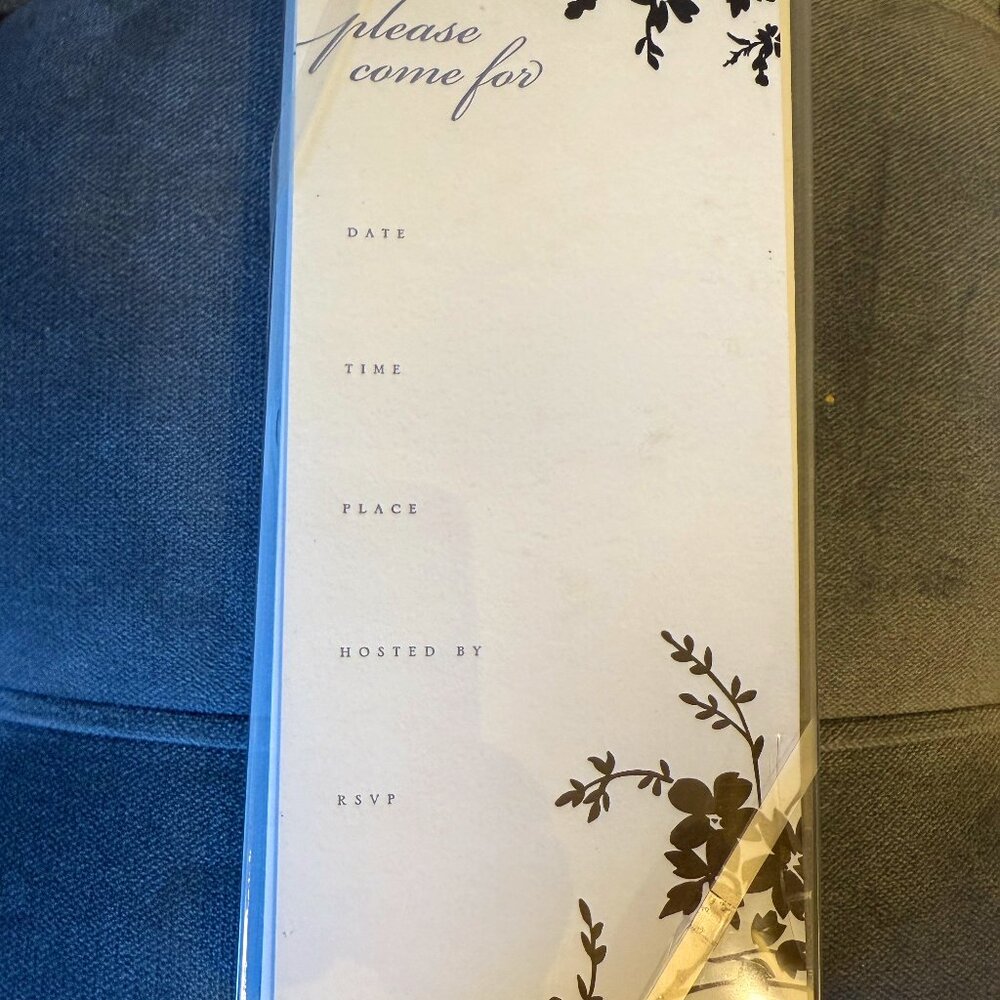 please
come for
DATE
TIME
PLACE
HOSTED BY
RSVP